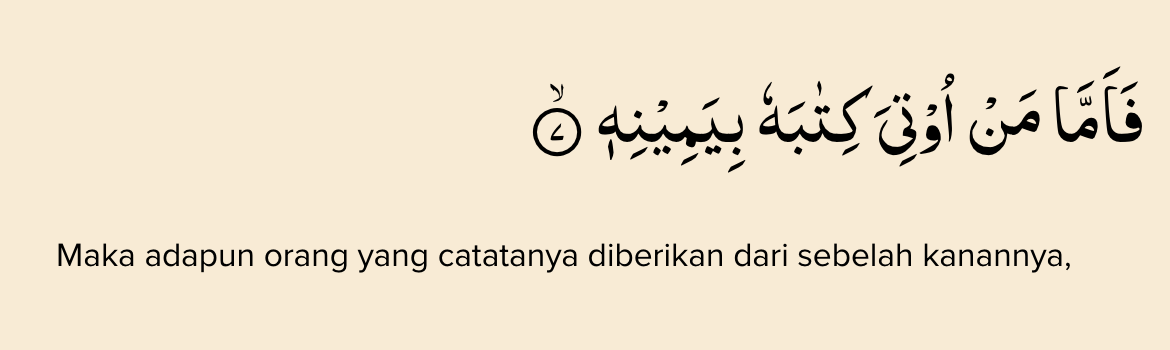 فَاَمَّا مَنْ اُوْتِيَ كِتٰبَهٗ بِيَمِيْنِهٖۙ ٧
Maka adapun orang yang catatanya diberikan dari sebelah kanannya,